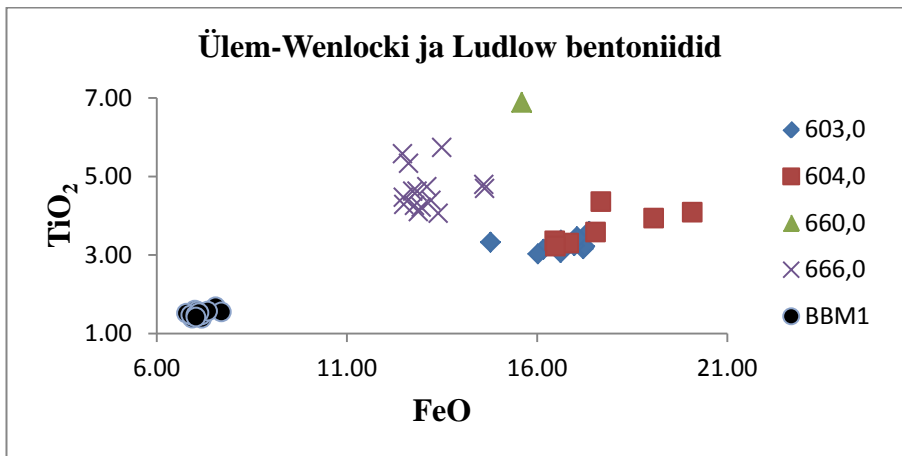 Ülem-Wenlocki ja Ludlow bentoniidid
7.00
5.00
3.00
1.00
TiO₂
6.00 11.00 16.00 21.00
FeO
603,0
604,0
660,0
666,0
BBM1